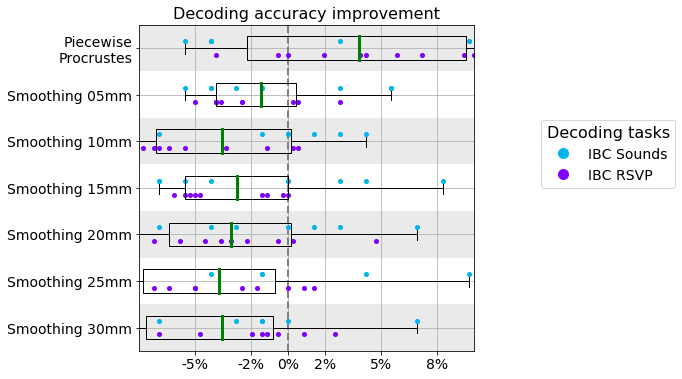 Decoding accuracy improvement
Piecewise
Procrustes
Smoothing 05mm
Smoothing 10mm
Smoothing 15mm
Smoothing 20mm
Smoothing 25mm
Smoothing 30mm
-5%
-2%
0%
2%
5%
8%
Decoding tasks
IBC Sounds
IBC RSVP